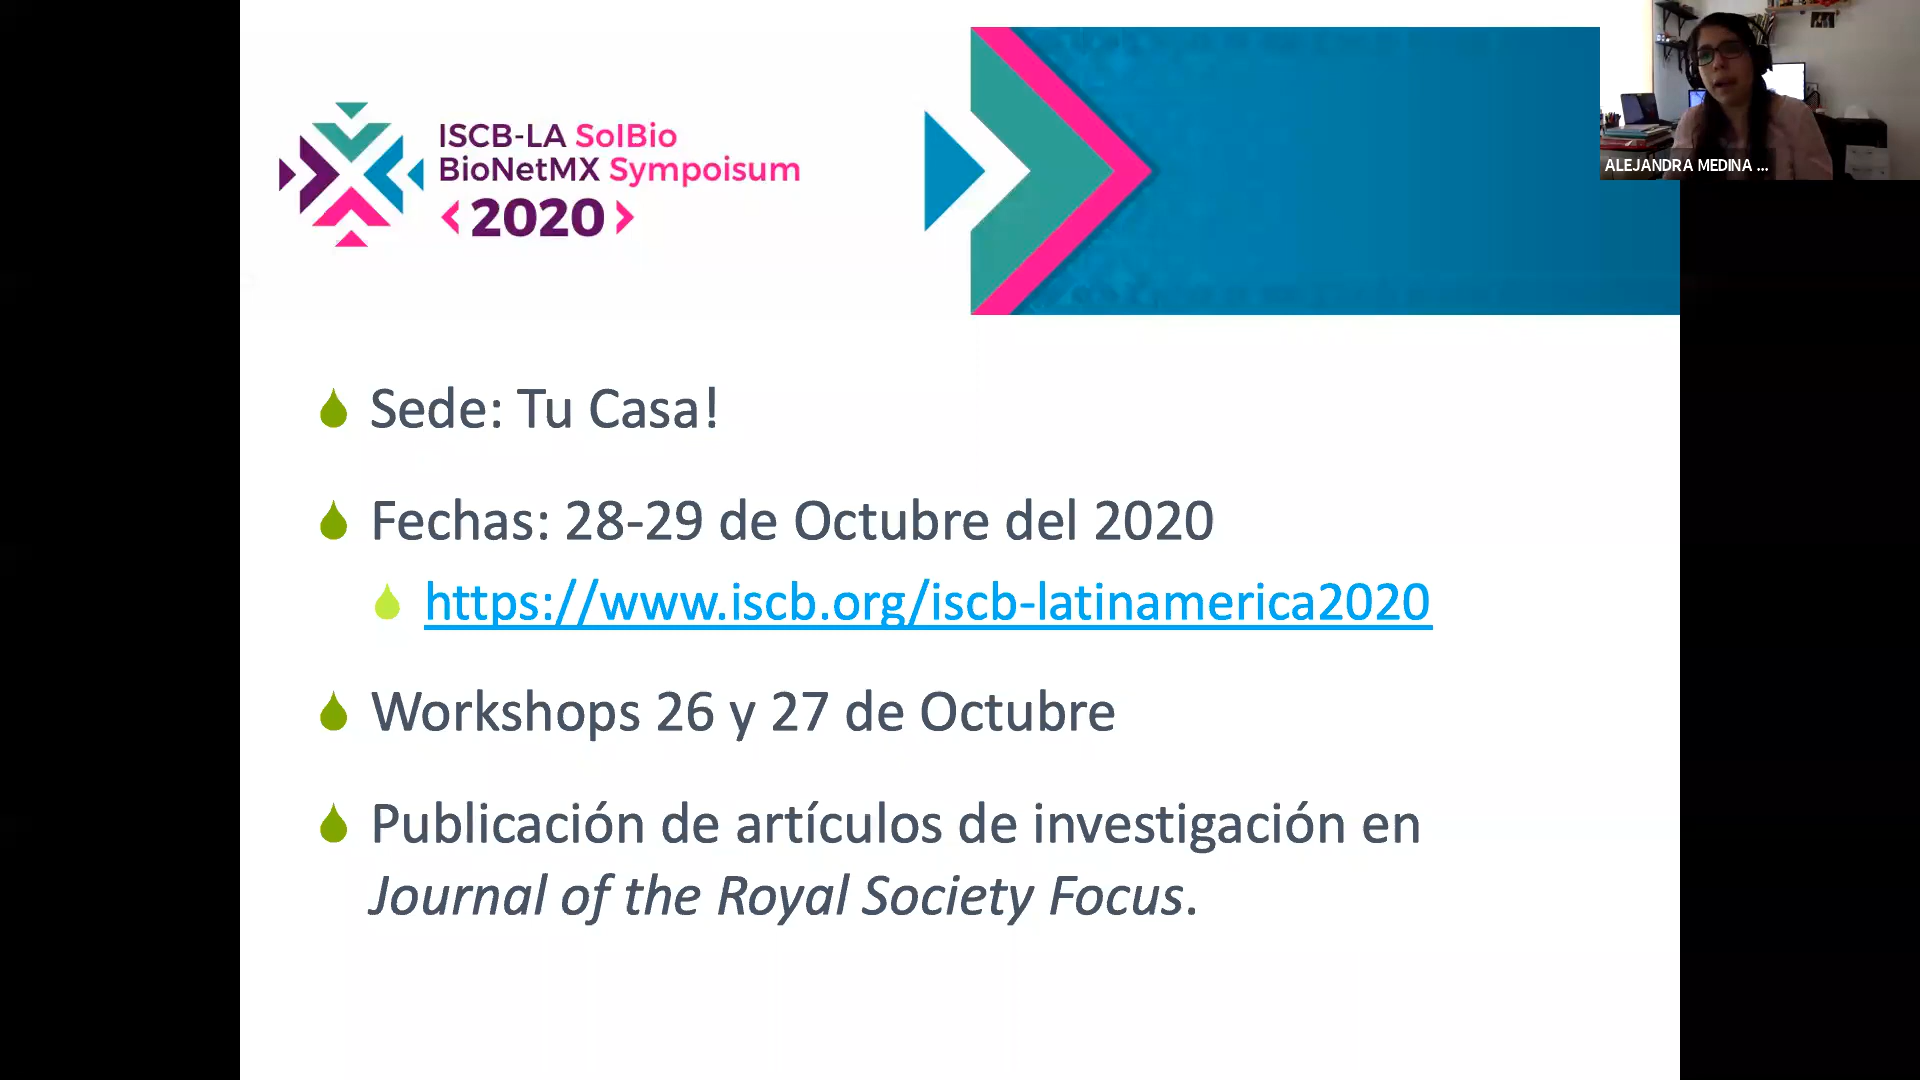 ISCB-LA SolBio
BioNetMX Sympoisum
<2020>
ALEJANDRA MEDINA ...
Sede: Tu Casa!
Fechas: 28-29 de Octubre del 2020
https://www.iscb.org/iscb-latinamerica2020
Workshops 26 y 27 de Octubre
Publicación de artículos de investigación en
Journal of the Royal Society Focus.